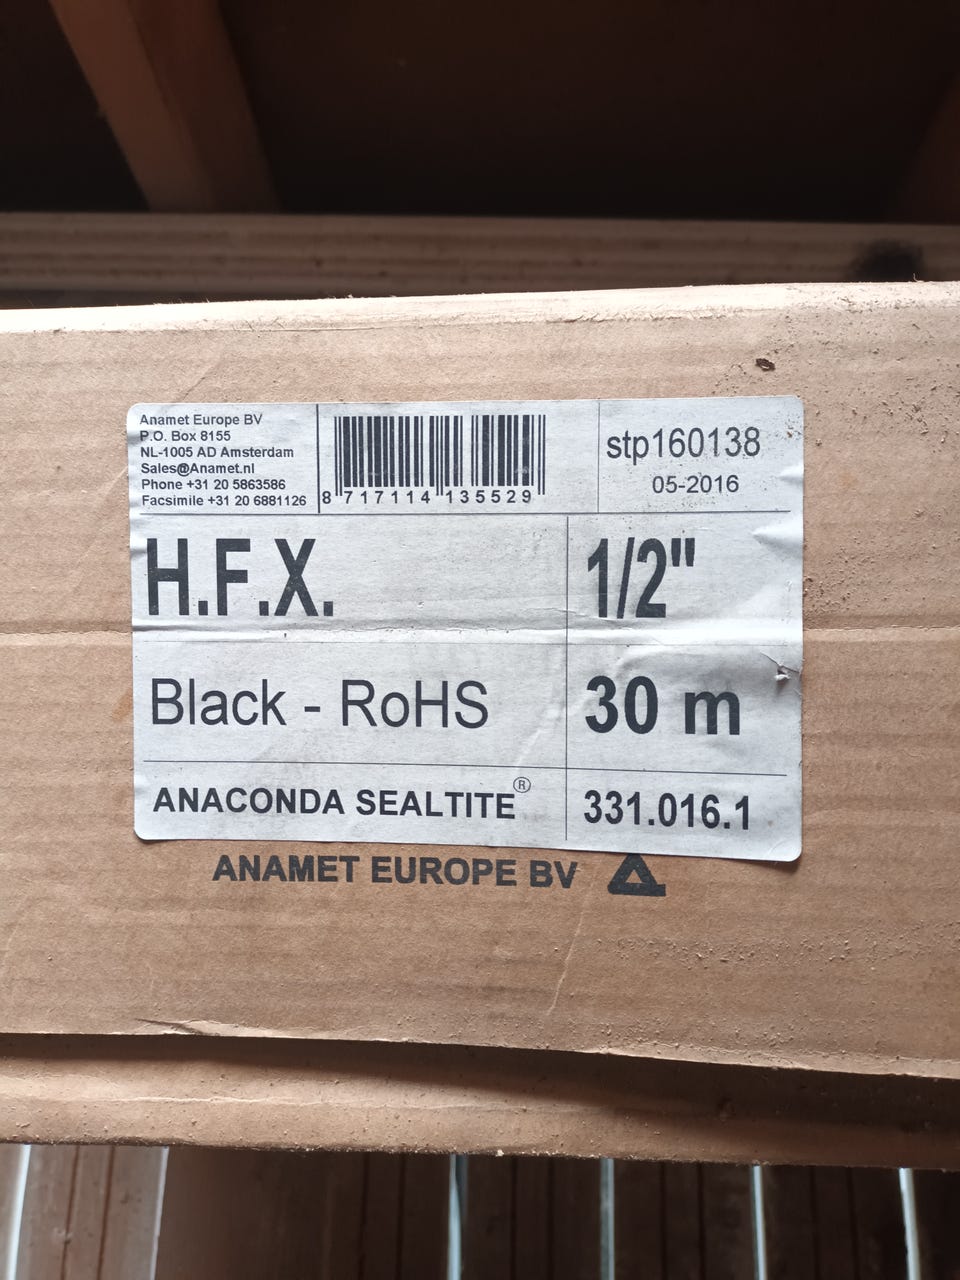 Anamet Europe BV
P.O. Box 8155
NL-1005 AD Amsterdam
Sales@Anamet.nl
Phone +31 20 5863586
Facsimile +31 20 6881126
8 717114 135529
stp160138
05-2016
H.F.X.
1/2"
Black - RoHS
30 m
ANACONDA SEALTITE®
331.016.1
ANAMET EUROPE BV